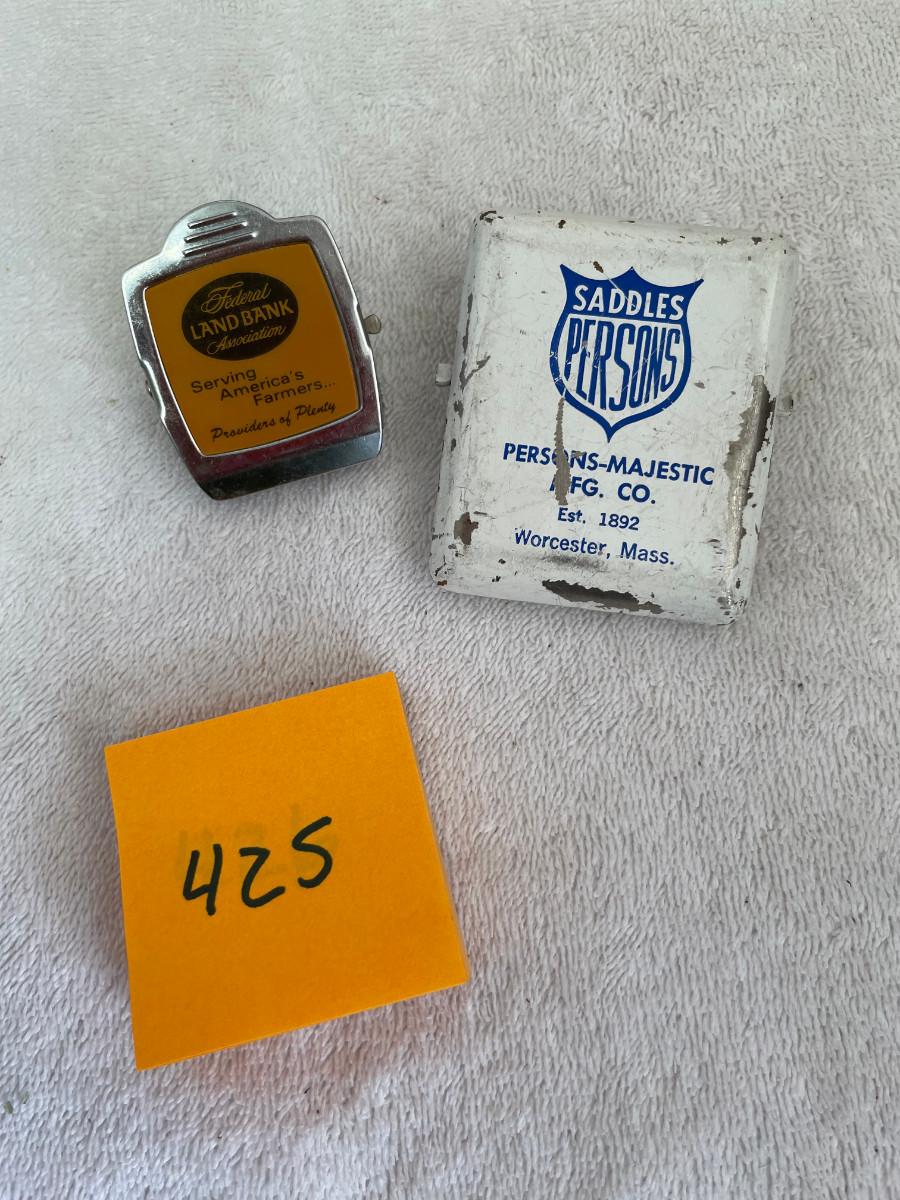 Federal
LAND BANK
Association
Serving
America's
Farmers...
Providers of Plenty
SADDLES
PERSONS
PERSONS-MAJESTIC
MFG. CO.
Est. 1892
Worcester, Mass.
425